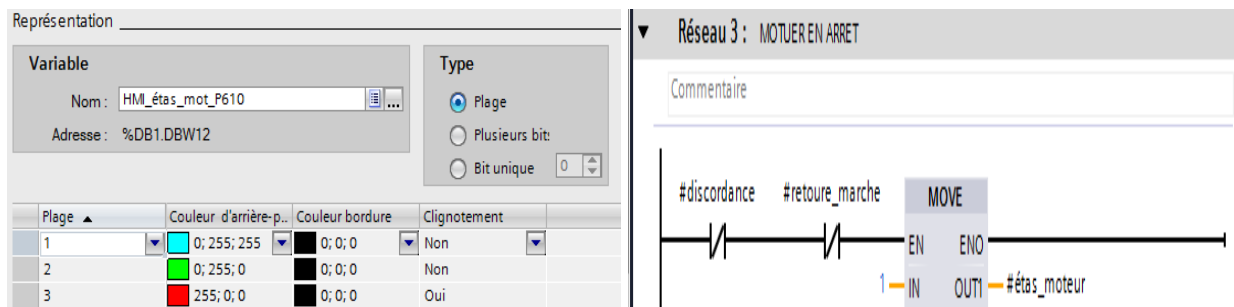 Représentation
Variable
Nom : HMI_étas_mot_P610 ...
Adresse : %DB1.DBW12
Type
Plage
Plusieurs bits
Bit unique 0
Plage Couleur d'arrière-p.. Couleur bordure Clignotement
1 0; 255; 255 0; 0; 0 Non
2 0; 255; 0 0; 0; 0 Non
3 255; 0; 0 0; 0; 0 Oui
Réseau 3 : MOTUER EN ARRET
Commentaire
#discordance #retoure_marche MOVE
EN ENO
1 IN OUT1 #étas_moteur